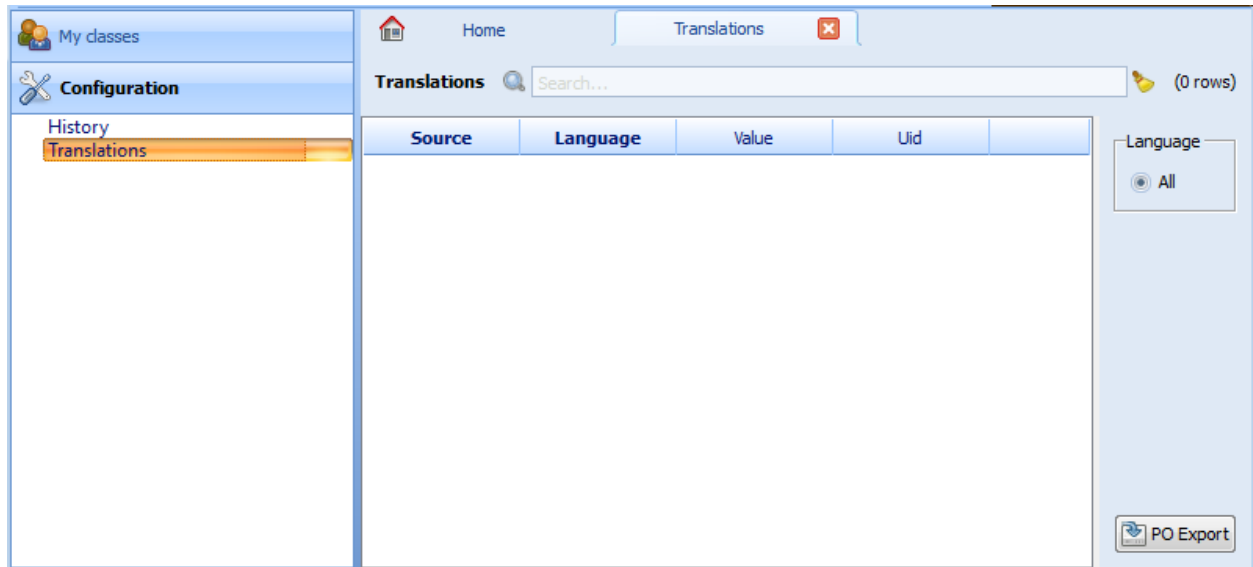 My classes
Configuration
History
Translations
Home
Translations
Translations Search... (0 rows)
Source Language Value Uid
Language
All
PO Export